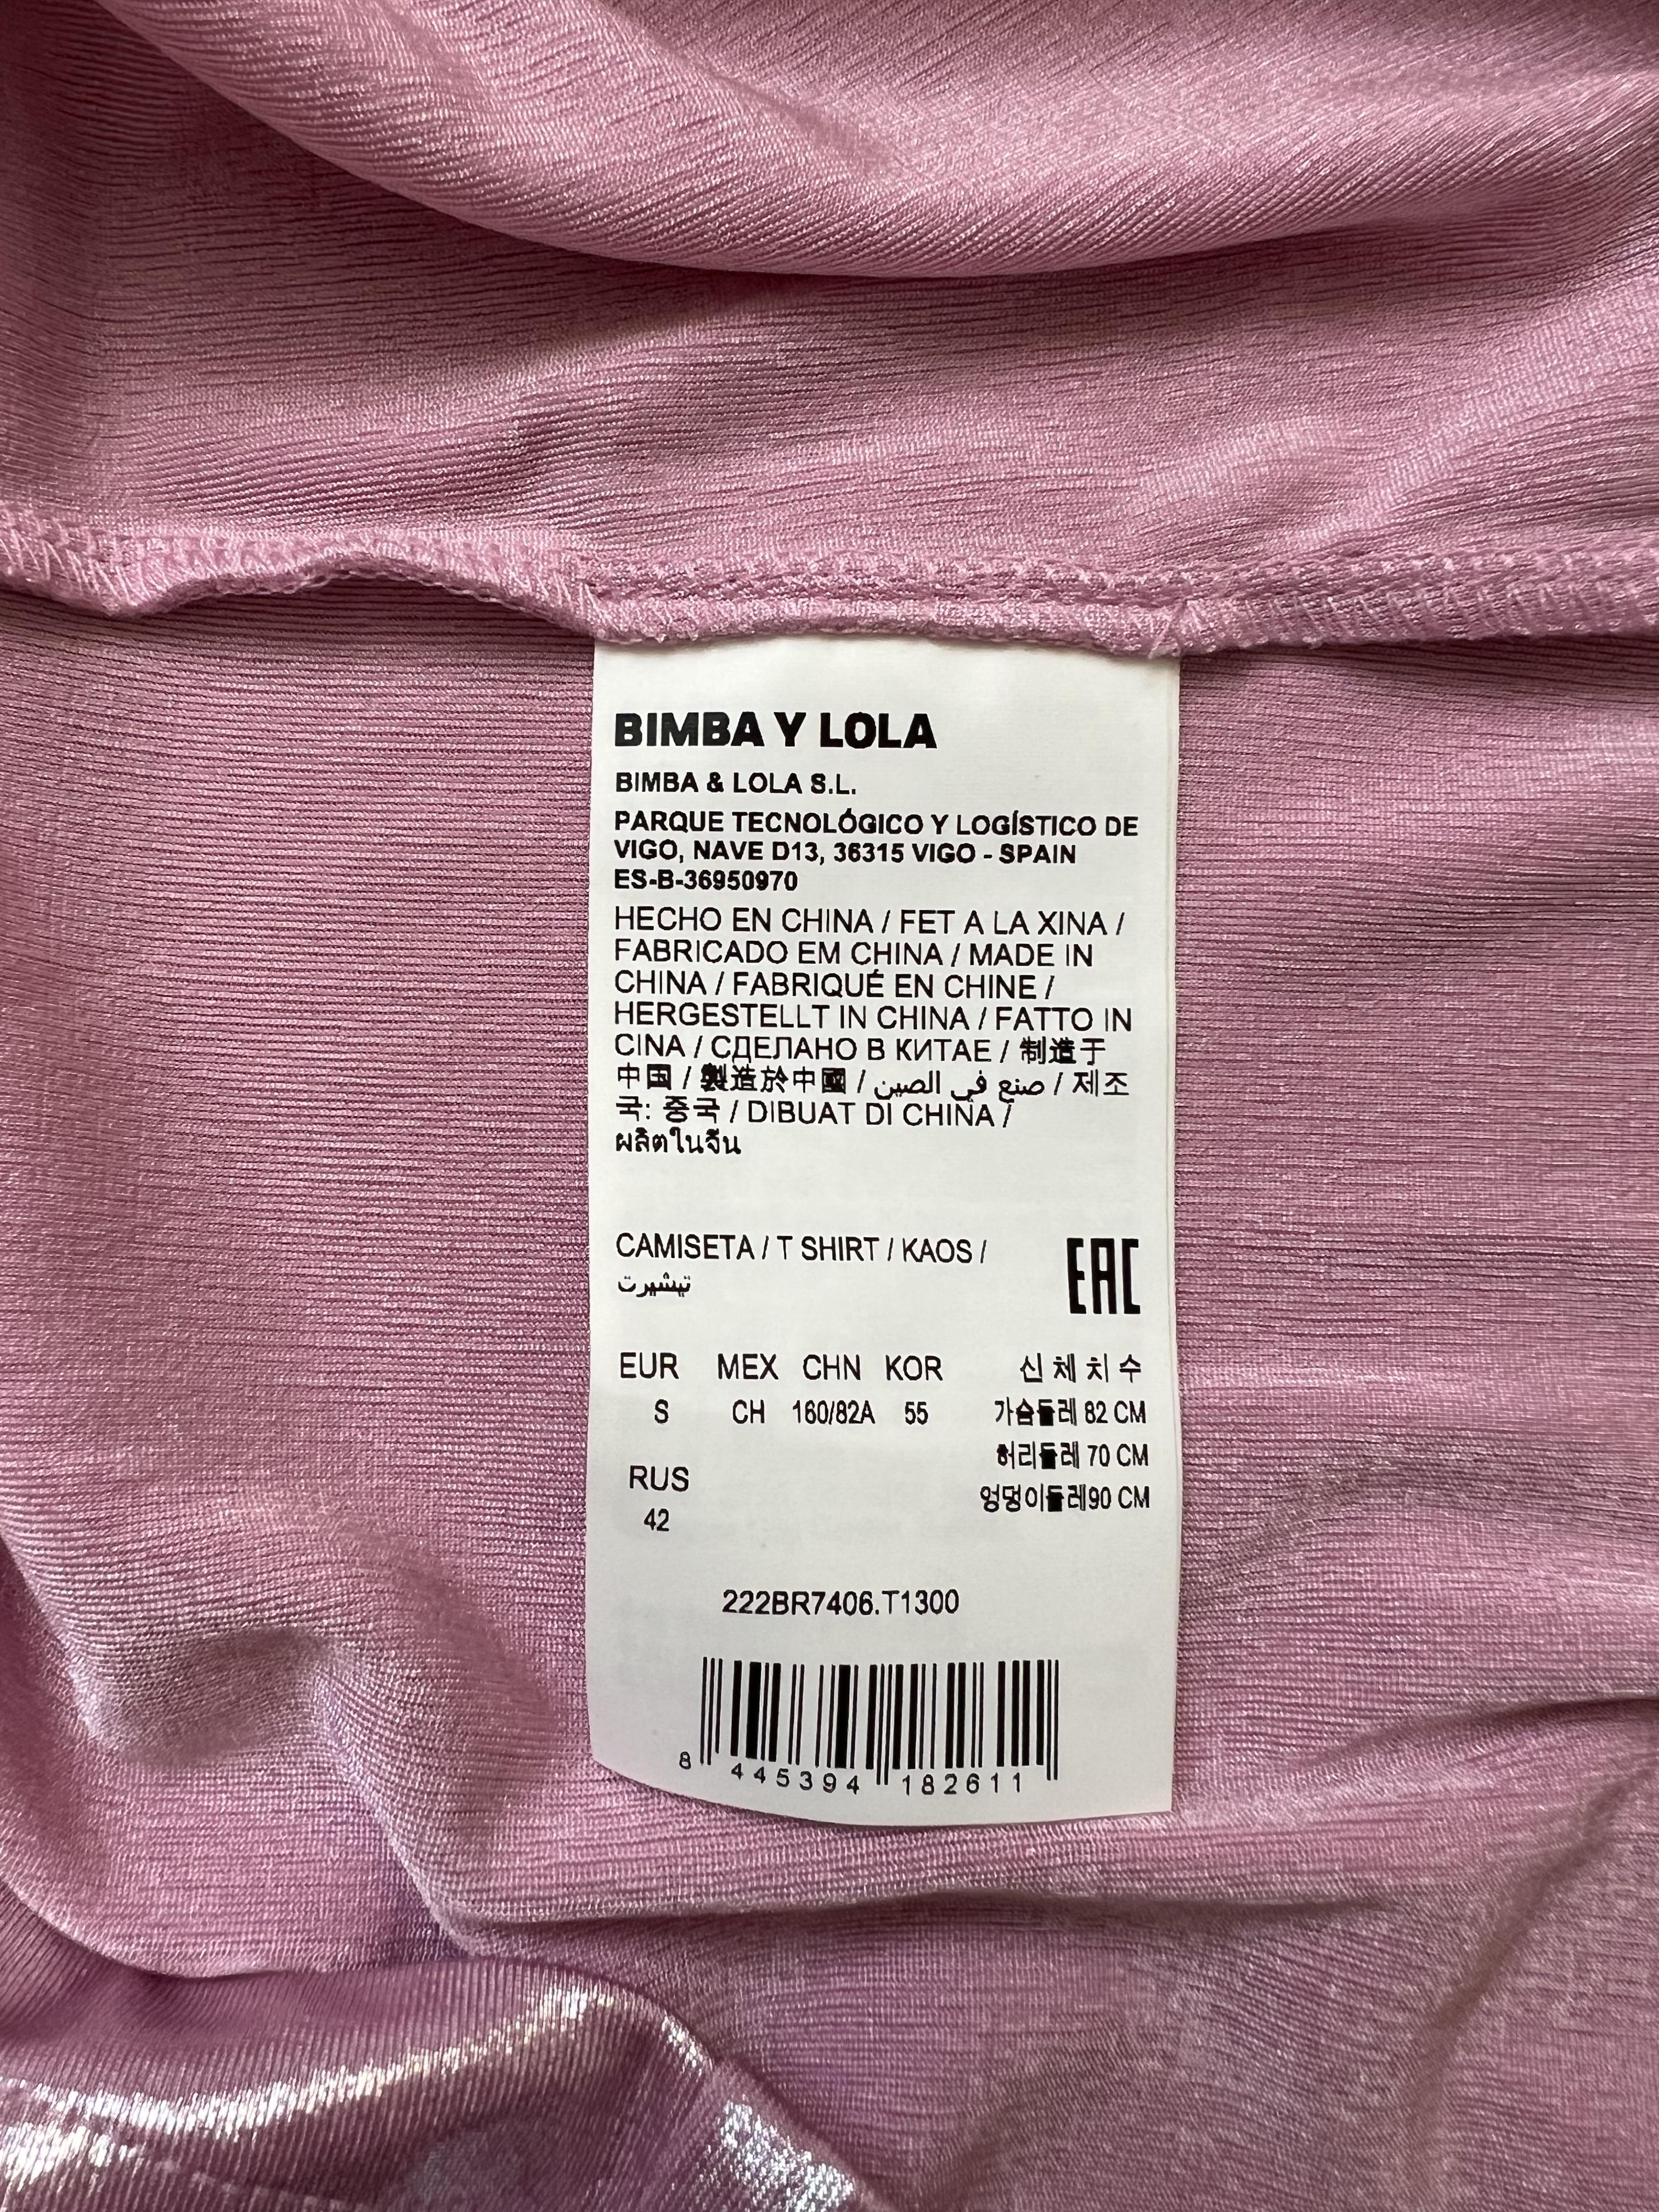 BIMBA Y LOLA
BIMBA & LOLA S.L.
PARQUE TECNOLÓGICO Y LOGÍSTICO DE
VIGO, NAVE D13, 36315 VIGO - SPAIN
ES-B-36950970
HECHO EN CHINA / FET A LA XINA /
FABRICADO EM CHINA / MADE IN
CHINA / FABRIQUÉ EN CHINE /
HERGESTELLT IN CHINA / FATTO IN
CINA / СДЕЛАНО В КИТАЕ / 制造于
中国 / 製造於中國 / صنع في الصين / 제조
국: 중국 / DIBUAT DI CHINA /
ผลิตในจีน
CAMISETA / T SHIRT / KAOS /
تيشيرت
EAC
EUR MEX CHN KOR 신 체 치 수
S CH 160/82A 55 가슴둘레 82 CM
허리둘레 70 CM
RUS
엉덩이둘레90 CM
42
222BR7406.T1300
8 445394 182611